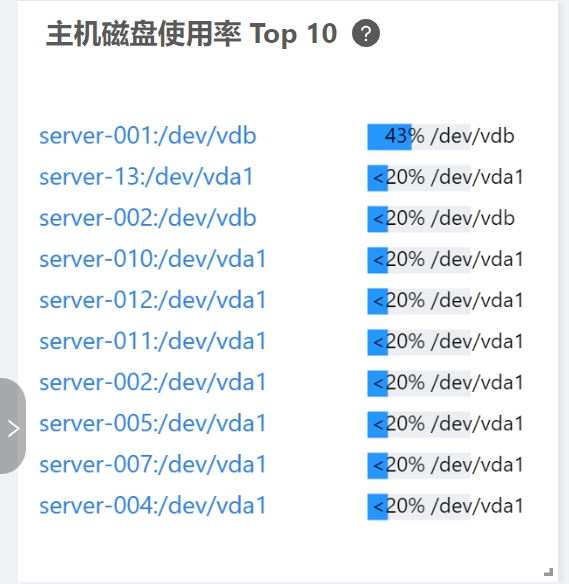 主机磁盘使用率 Top 10 ?
server-001:/dev/vdb 43% /dev/vdb
server-13:/dev/vda1 <20% /dev/vda1
server-002:/dev/vdb <20% /dev/vdb
server-010:/dev/vda1 <20% /dev/vda1
server-012:/dev/vda1 <20% /dev/vda1
server-011:/dev/vda1 <20% /dev/vda1
server-002:/dev/vda1 <20% /dev/vda1
server-005:/dev/vda1 <20% /dev/vda1
server-007:/dev/vda1 <20% /dev/vda1
server-004:/dev/vda1 <20% /dev/vda1